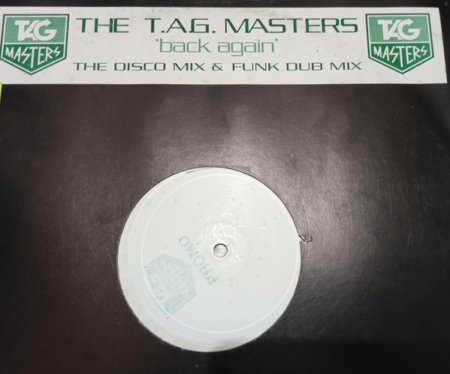 TAG
MASTERS
THE T.A.G. MASTERS
'back again'
THE DISCO MIX & FUNK DUB MIX
TAG
MASTERS
PROMO